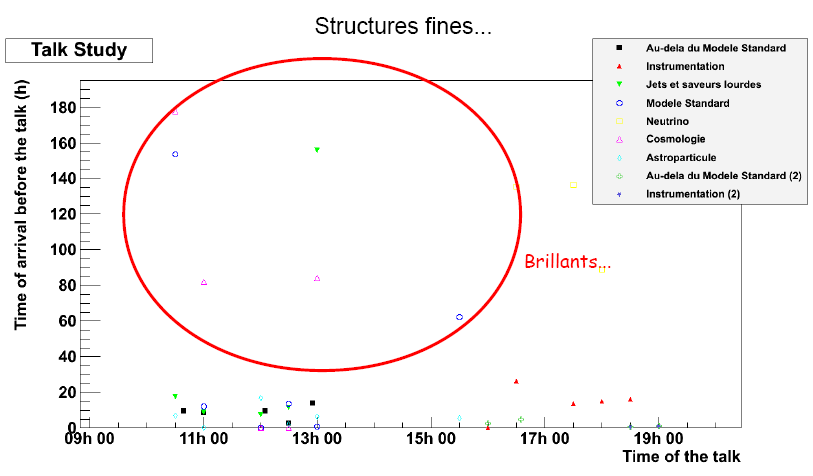 Structures fines...
Talk Study
Au-dela du Modele Standard
Instrumentation
Jets et saveurs lourdes
Modele Standard
Neutrino
Cosmologie
Astroparticule
Au-dela du Modele Standard (2)
Instrumentation (2)
Time of arrival before the talk (h)
180
160
140
120
100
80
60
40
20
0
Brillants...
09h 00 11h 00 13h 00 15h 00 17h 00 19h 00
Time of the talk